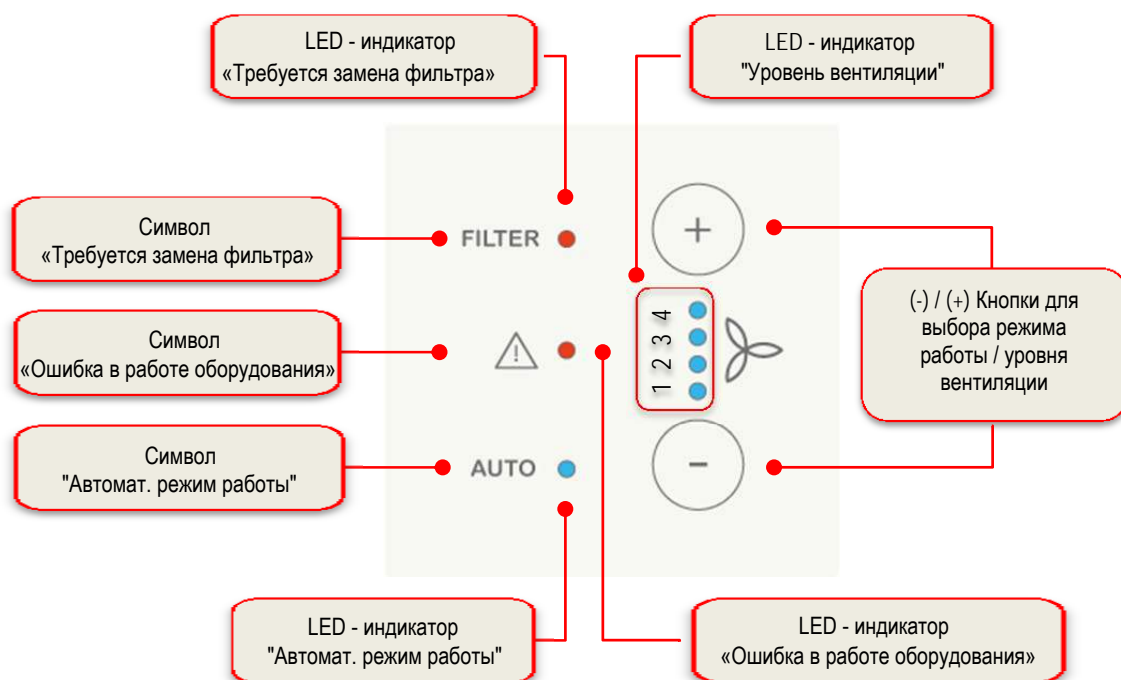 LED - индикатор
«Требуется замена фильтра»
LED - индикатор
"Уровень вентиляции"
Символ
«Требуется замена фильтра»
FILTER
+
(-) / (+) Кнопки для
выбора режима
работы / уровня
вентиляции
1 2 3 4
Символ
«Ошибка в работе оборудования»
!
Символ
"Автомат. режим работы"
AUTO
-
LED - индикатор
"Автомат. режим работы"
LED - индикатор
«Ошибка в работе оборудования»